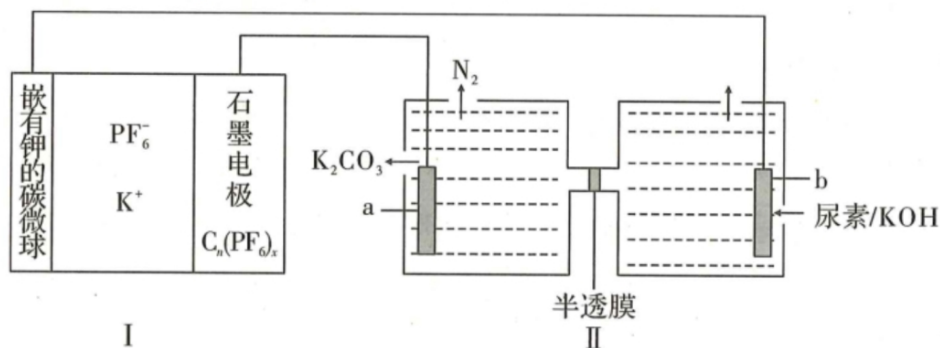 嵌有钾的碳微球
PF₆⁻
K⁺
石墨电极
Cₙ(PF₆)ₓ
N₂
K₂CO₃
a
b
尿素/KOH
半透膜
Ⅰ
Ⅱ